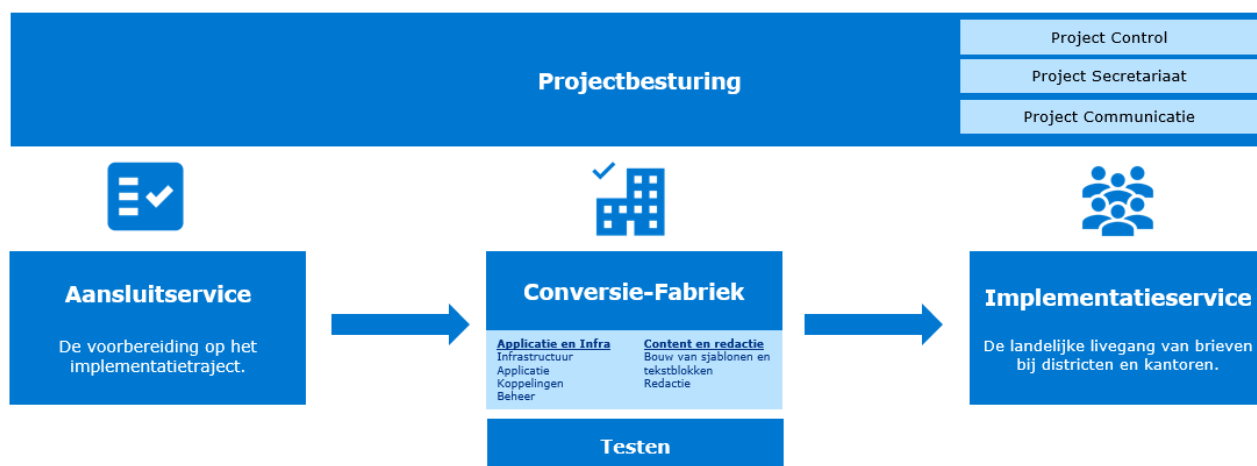 Projectbesturing
Project Control
Project Secretariaat
Project Communicatie
Aansluitservice
De voorbereiding op het
implementatietraject.
Conversie-Fabriek
Applicatie en Infra
Infrastructuur
Applicatie
Koppelingen
Beheer
Content en redactie
Bouw van sjablonen en
tekstblokken
Redactie
Testen
Implementatieservice
De landelijke livegang van brieven
bij districten en kantoren.